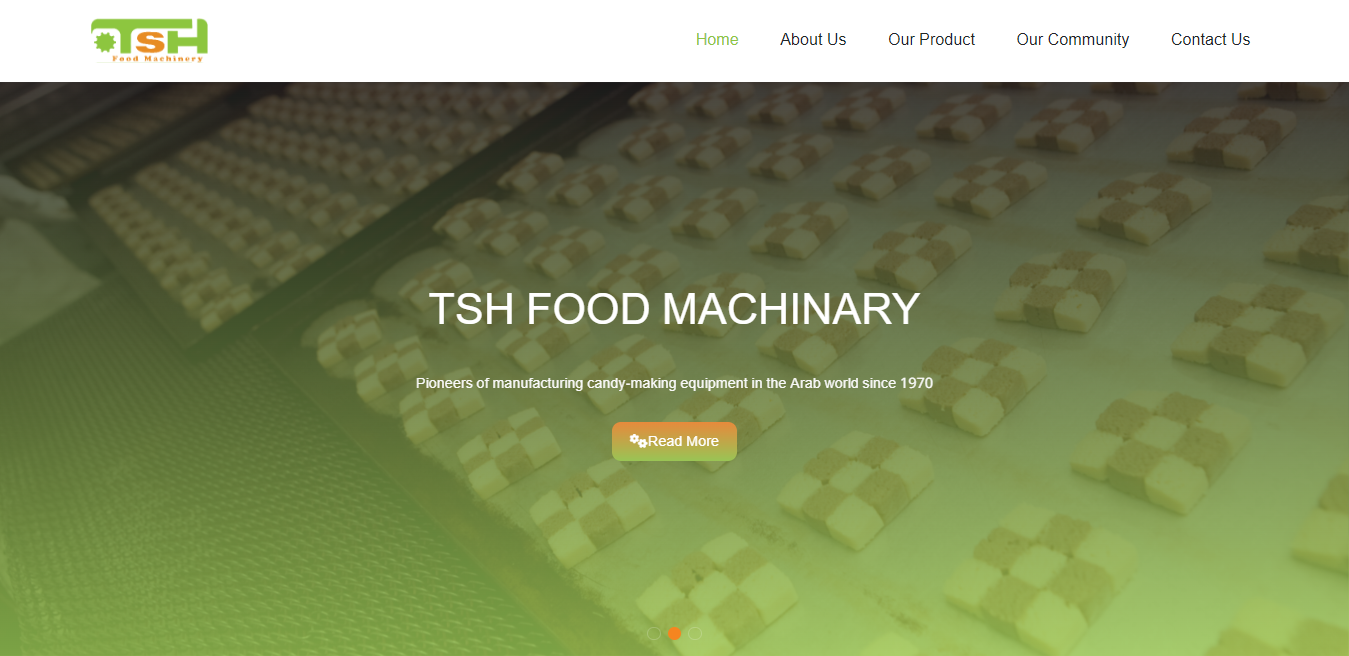 TSH
Food Machinery
Home
About Us
Our Product
Our Community
Contact Us
TSH FOOD MACHINARY
Pioneers of manufacturing candy-making equipment in the Arab world since 1970
Read More